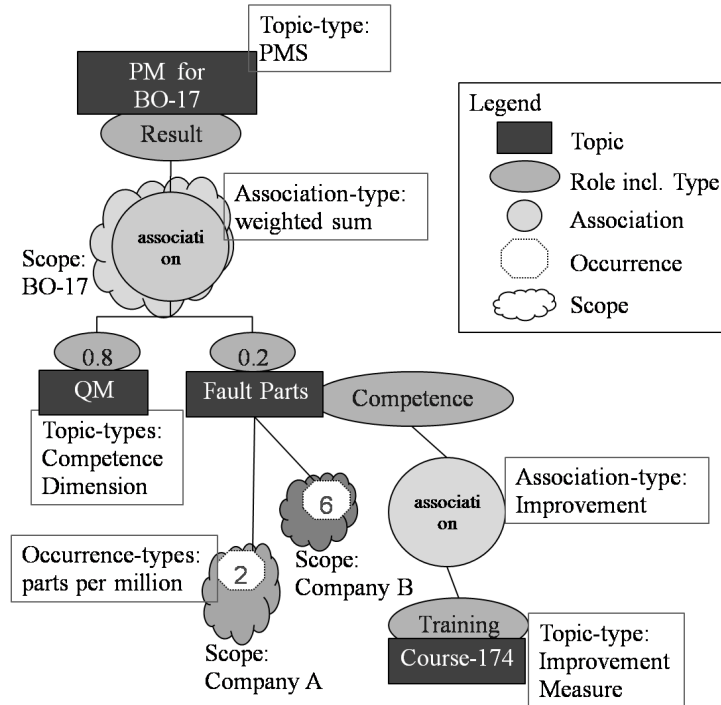 Topic-type:
PMS
PM for
BO-17
Result
Legend
Topic
Role incl. Type
Association
Occurrence
Scope
Association-type:
weighted sum
associati
on
Scope:
BO-17
0.8
0.2
QM
Fault Parts
Competence
Topic-types:
Competence
Dimension
Association-type:
Improvement
associati
on
6
Scope:
Company B
Occurrence-types:
parts per million
2
Scope:
Company A
Training
Course-174
Topic-type:
Improvement
Measure